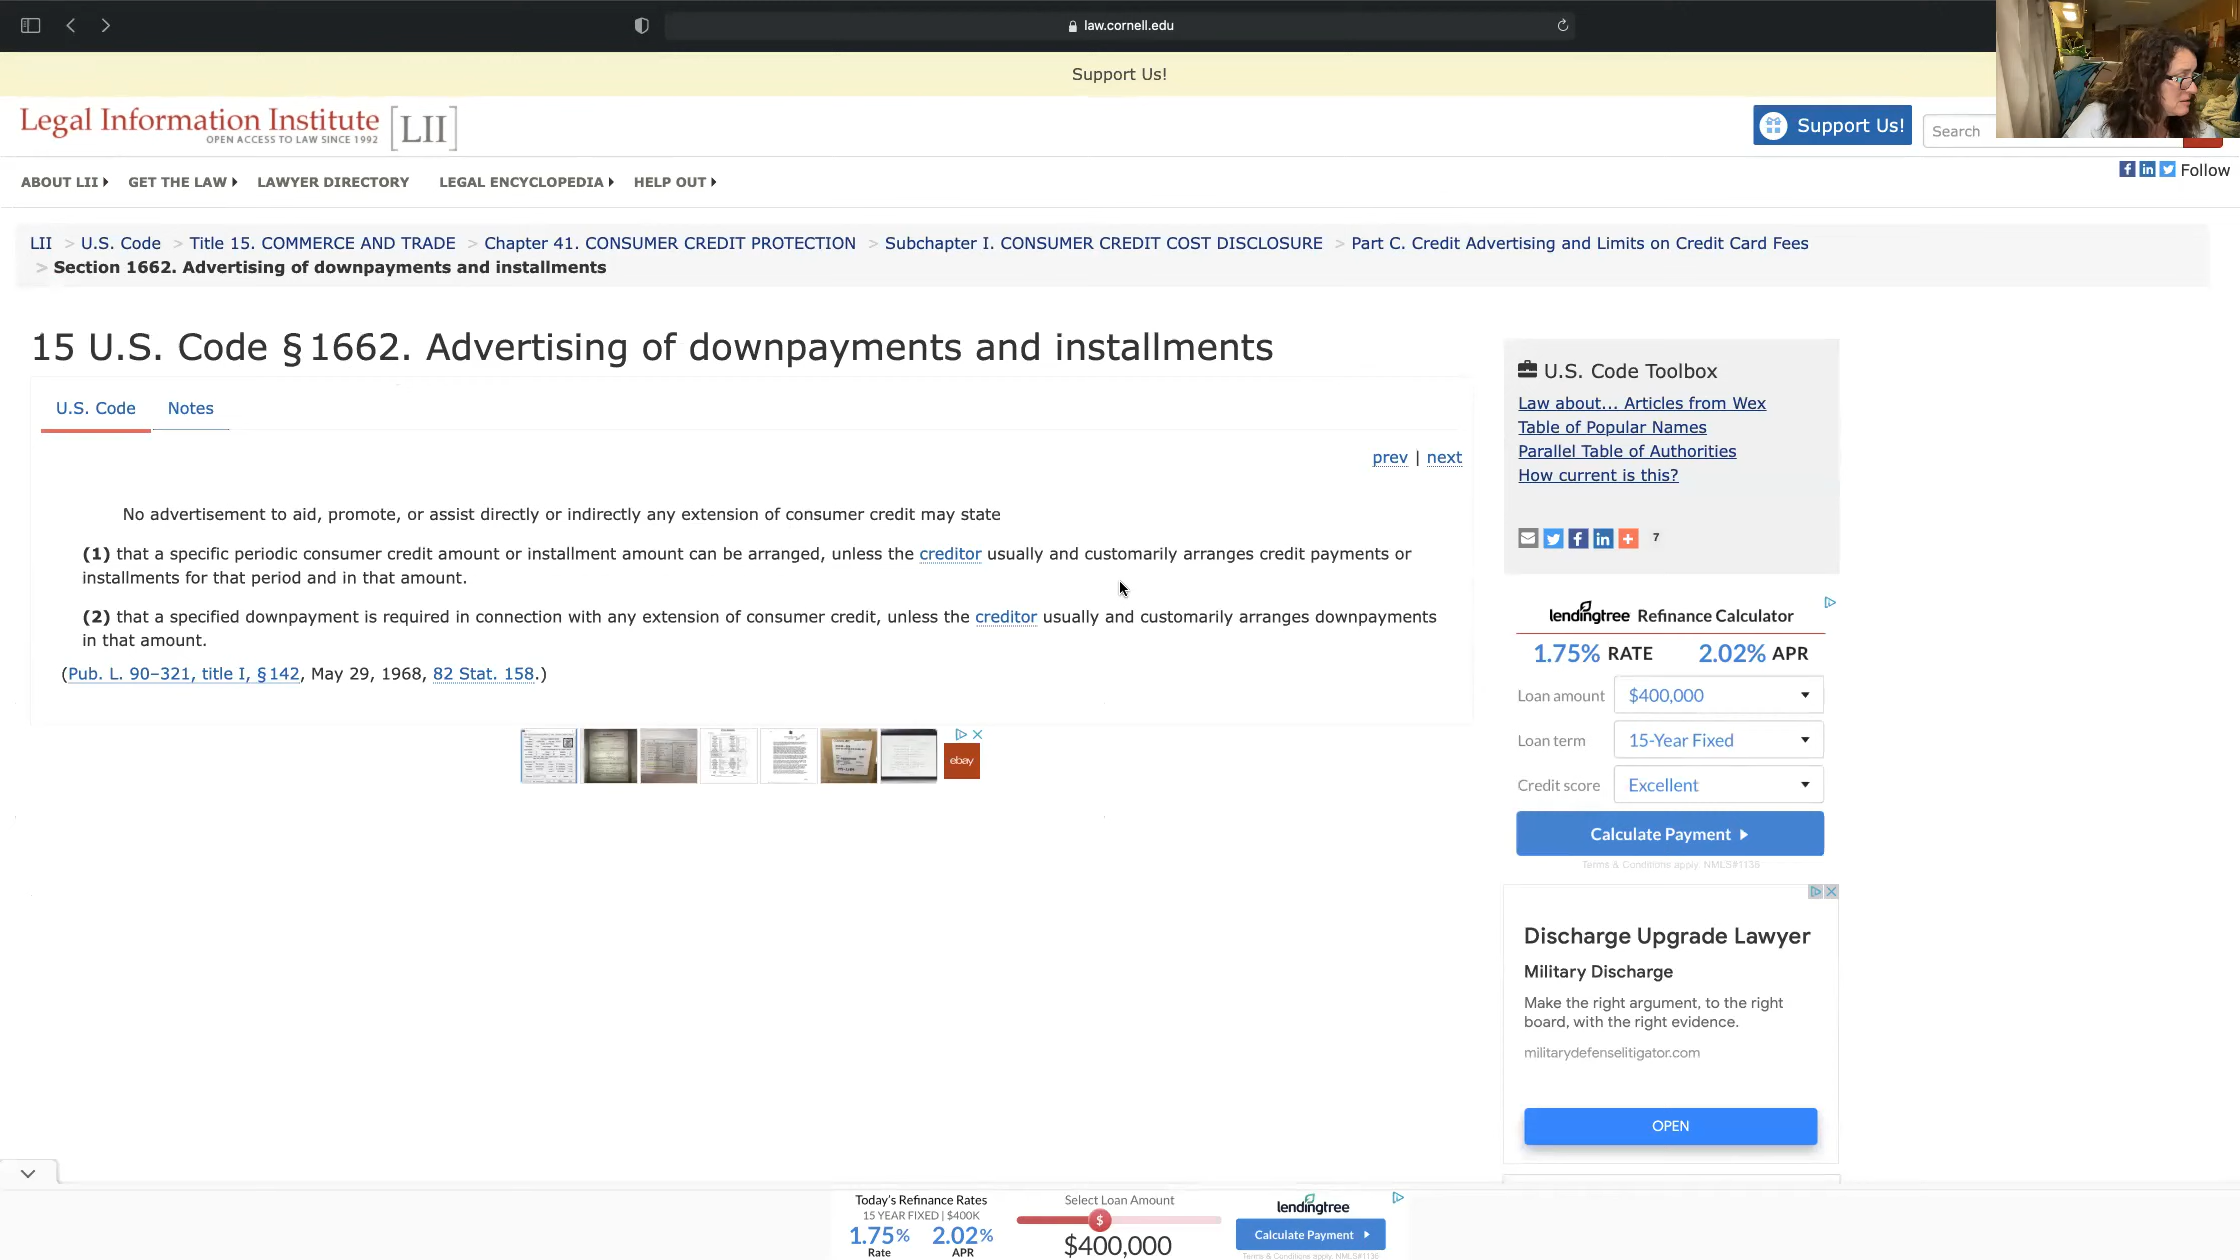 law.cornell.edu
Support Us!
Legal Information Institute [LII]
OPEN ACCESS TO LAW SINCE 1992
Support Us!
Search
ABOUT LII GET THE LAW LAWYER DIRECTORY LEGAL ENCYCLOPEDIA HELP OUT
Follow
LII > U.S. Code > Title 15. COMMERCE AND TRADE > Chapter 41. CONSUMER CREDIT PROTECTION > Subchapter I. CONSUMER CREDIT COST DISCLOSURE > Part C. Credit Advertising and Limits on Credit Card Fees
> Section 1662. Advertising of downpayments and installments
15 U.S. Code § 1662. Advertising of downpayments and installments
U.S. Code Notes
prev | next
No advertisement to aid, promote, or assist directly or indirectly any extension of consumer credit may state
(1) that a specific periodic consumer credit amount or installment amount can be arranged, unless the creditor usually and customarily arranges credit payments or
installments for that period and in that amount.
(2) that a specified downpayment is required in connection with any extension of consumer credit, unless the creditor usually and customarily arranges downpayments
in that amount.
(Pub. L. 90–321, title I, § 142, May 29, 1968, 82 Stat. 158.)
ebay
U.S. Code Toolbox
Law about... Articles from Wex
Table of Popular Names
Parallel Table of Authorities
How current is this?
7
lendingtree Refinance Calculator
1.75% RATE 2.02% APR
Loan amount $400,000
Loan term 15-Year Fixed
Credit score Excellent
Calculate Payment
Terms & Conditions apply. NMLS#1136
Discharge Upgrade Lawyer
Military Discharge
Make the right argument, to the right
board, with the right evidence.
militarydefenselitigator.com
OPEN
Today's Refinance Rates
15 YEAR FIXED | $400K
1.75% 2.02%
Rate APR
Select Loan Amount
$
$400,000
lendingtree
Calculate Payment
Terms & Conditions apply. NMLS#1136